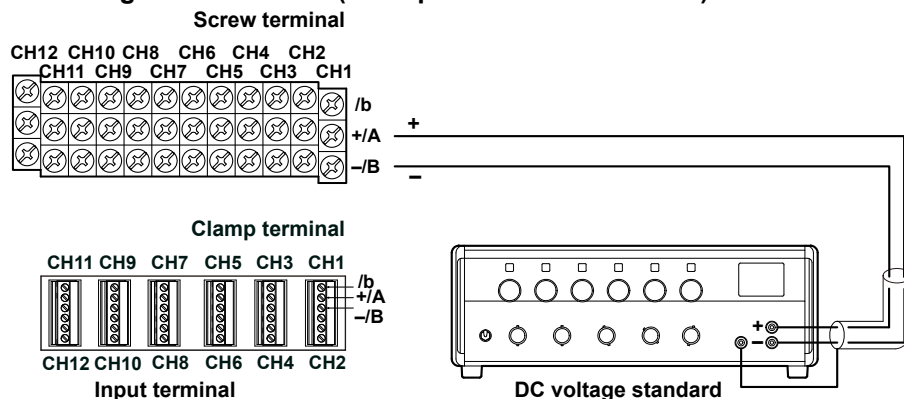 Screw terminal
CH12 CH10 CH8 CH6 CH4 CH2
CH11 CH9 CH7 CH5 CH3 CH1
/b
+/A
–/B
+
–
Clamp terminal
CH11 CH9 CH7 CH5 CH3 CH1
/b
+/A
–/B
CH12 CH10 CH8 CH6 CH4 CH2
Input terminal
+
–
DC voltage standard